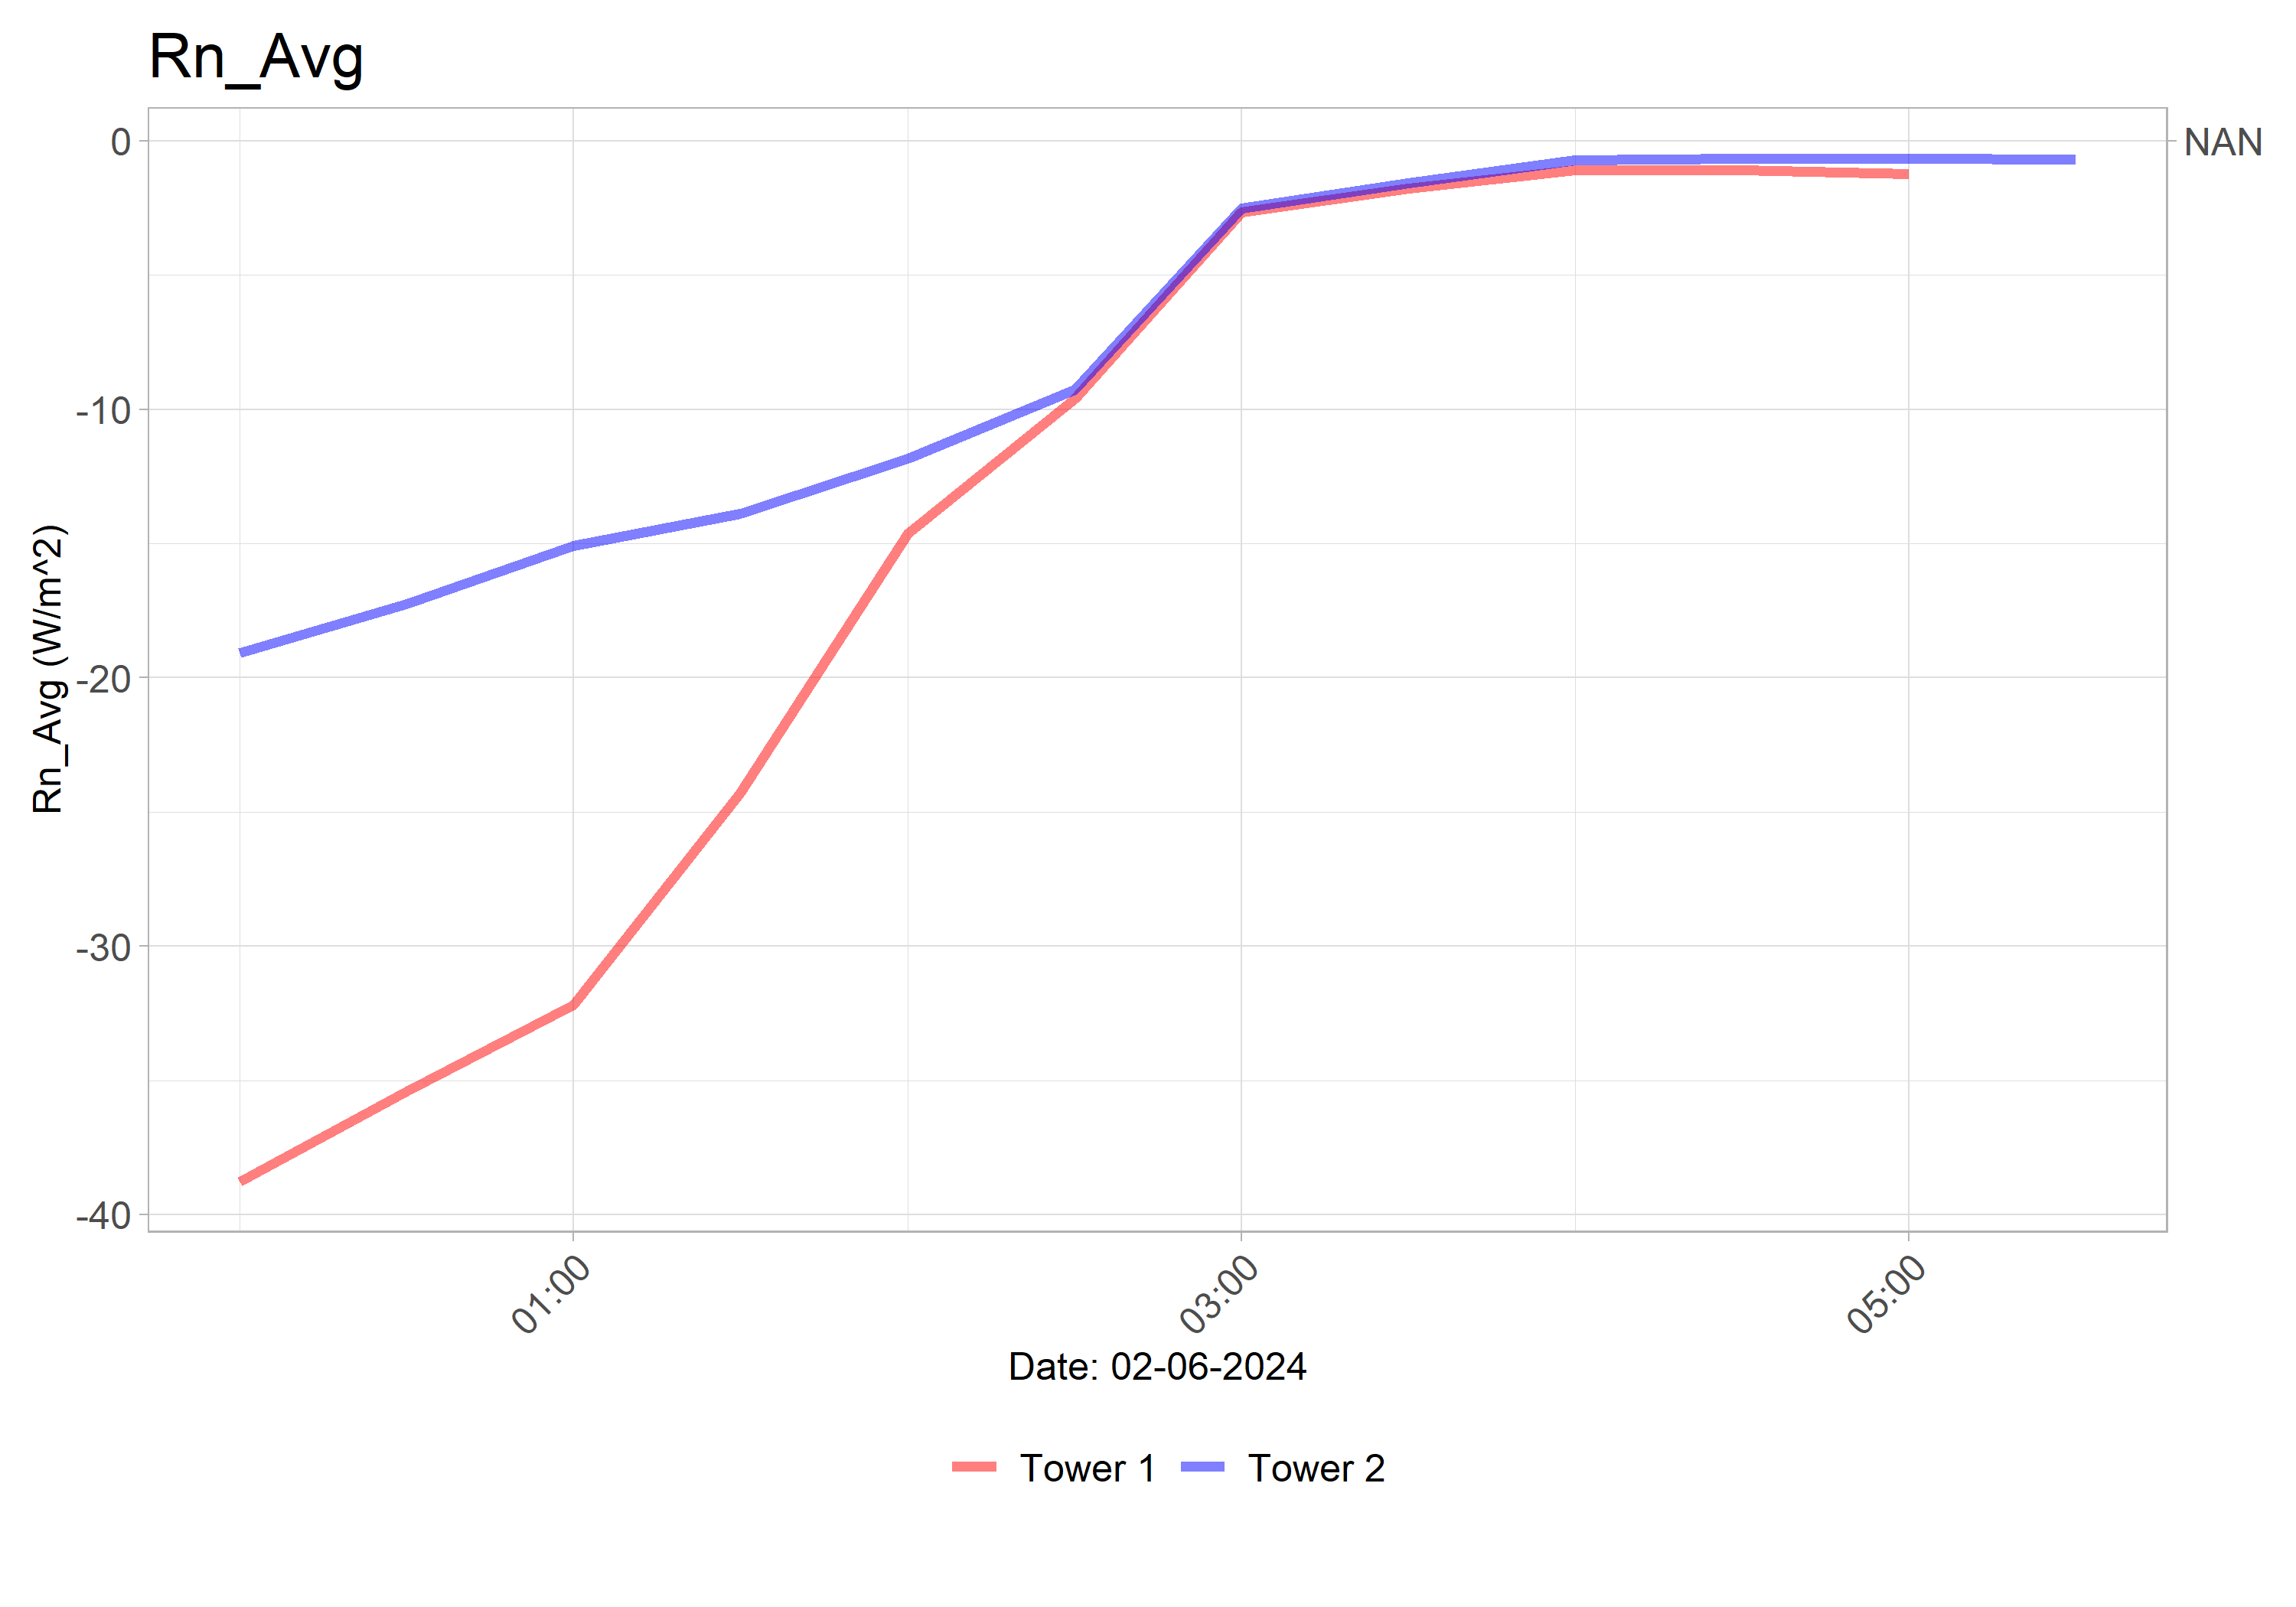 Rn_Avg
0
NAN
-10
-20
-30
-40
Rn_Avg (W/m^2)
01:00
03:00
05:00
Date: 02-06-2024
Tower 1
Tower 2